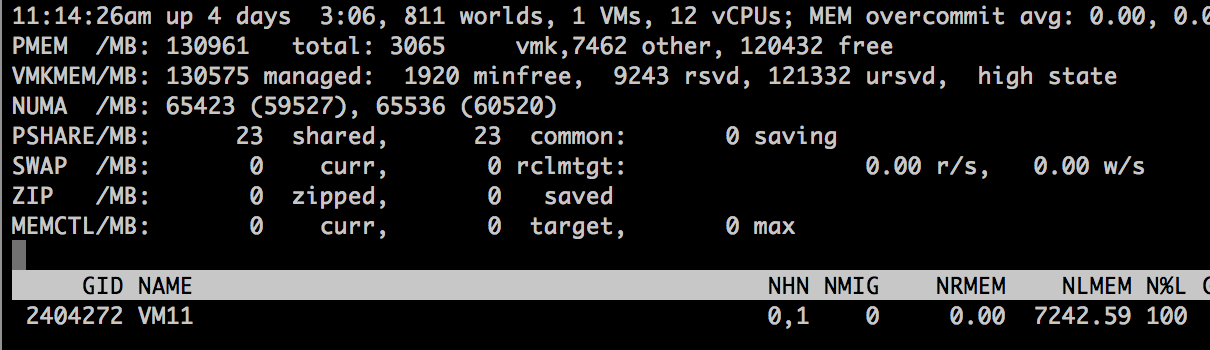 11:14:26am up 4 days  3:06, 811 worlds, 1 VMs, 12 vCPUs; MEM overcommit avg: 0.00, 0.0
PMEM  /MB: 130961   total: 3065     vmk,7462 other, 120432 free
VMKMEM/MB: 130575 managed:  1920 minfree,  9243 rsvd, 121332 ursvd,  high state
NUMA  /MB: 65423 (59527), 65536 (60520)
PSHARE/MB:      23  shared,      23  common:       0 saving
SWAP  /MB:       0    curr,       0 rclmtgt:                 0.00 r/s,   0.00 w/s
ZIP   /MB:       0  zipped,       0   saved
MEMCTL/MB:       0    curr,       0  target,       0 max
     GID NAME                                          NHN NMIG    NRMEM    NLMEM N%L
 2404272 VM11                                          0,1    0     0.00  7242.59 100